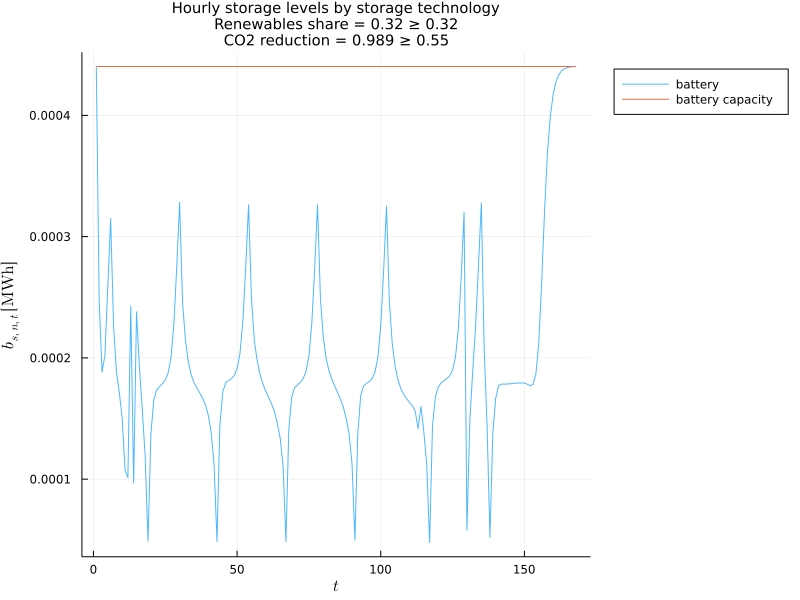 Hourly storage levels by storage technology
Renewables share = 0.32 ≥ 0.32
CO2 reduction = 0.989 ≥ 0.55
battery
battery capacity
0.0004
0.0003
0.0002
0.0001
b_{s, n, t} [MWh]
0
50
100
150
t